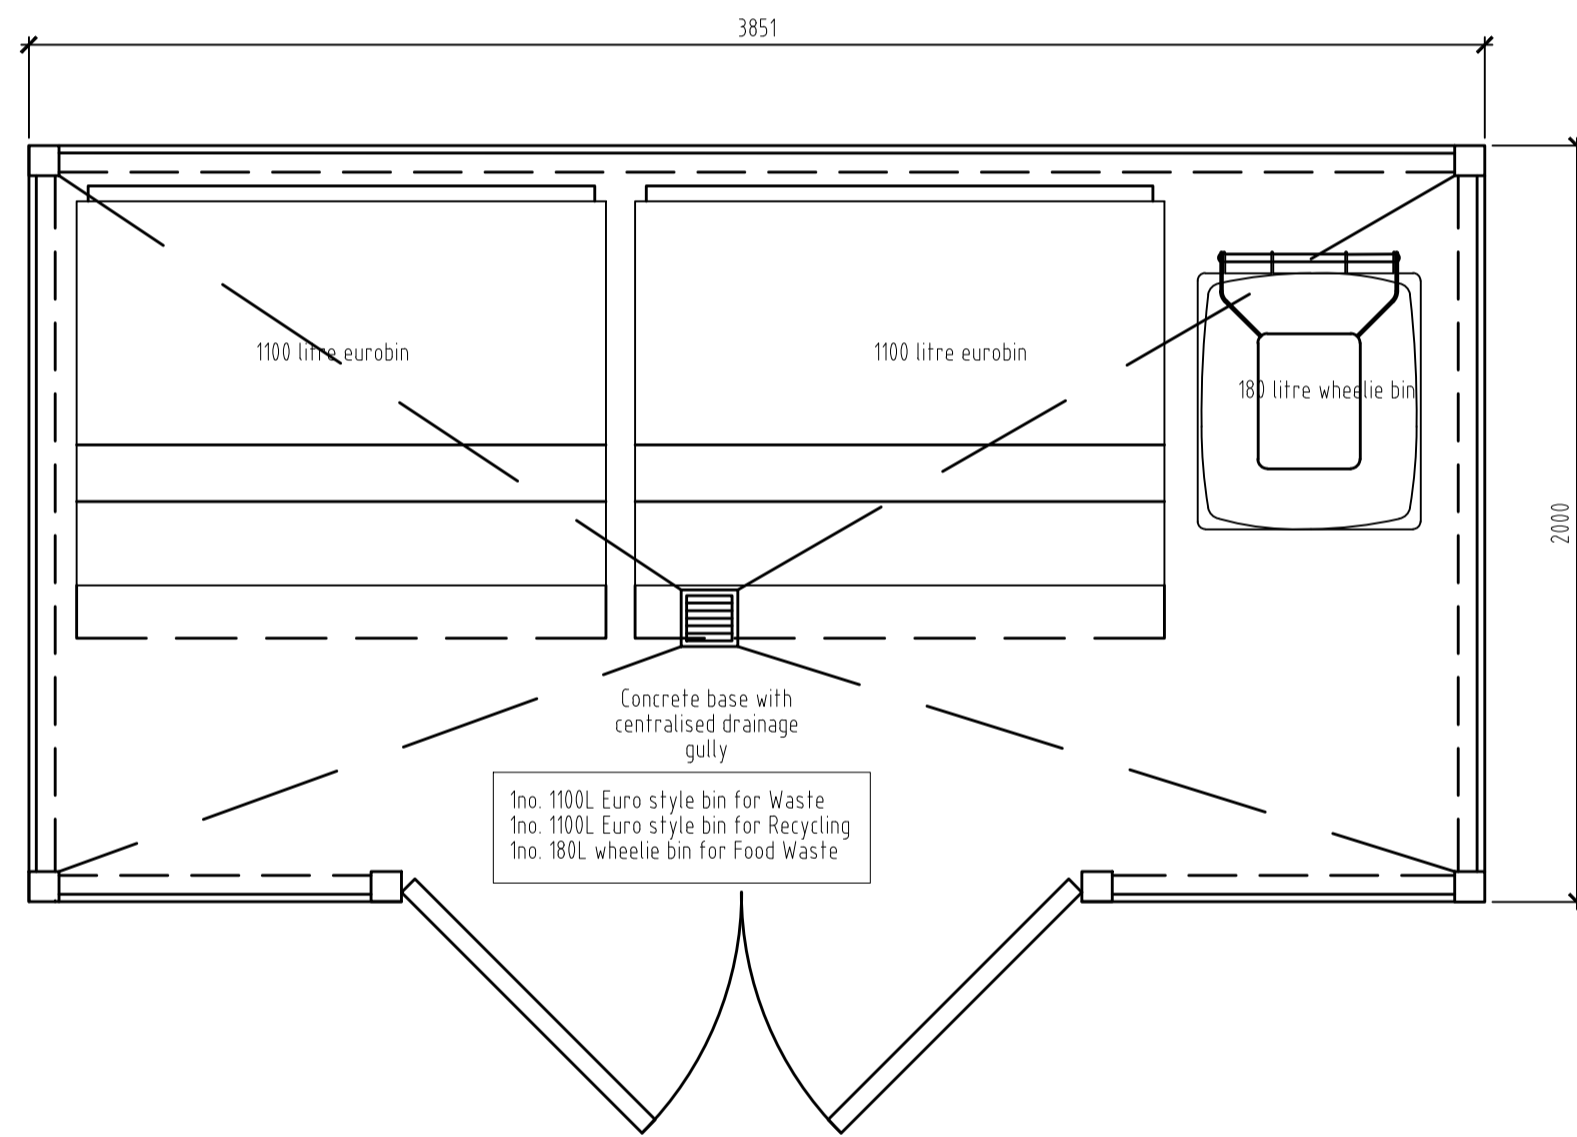 3851
1100 litre eurobin
1100 litre eurobin
180 litre wheelie bin
2000
Concrete base with
centralised drainage
gully
1no. 1100L Euro style bin for Waste
1no. 1100L Euro style bin for Recycling
1no. 180L wheelie bin for Food Waste